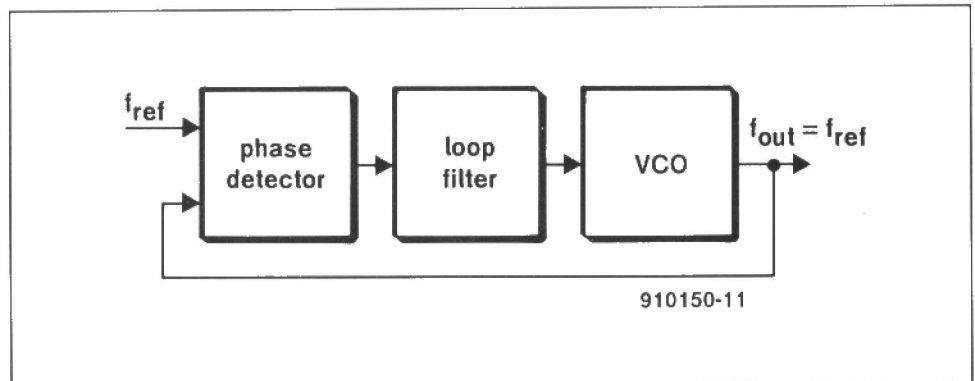 f_ref
phase
detector
loop
filter
VCO
f_out = f_ref
910150-11